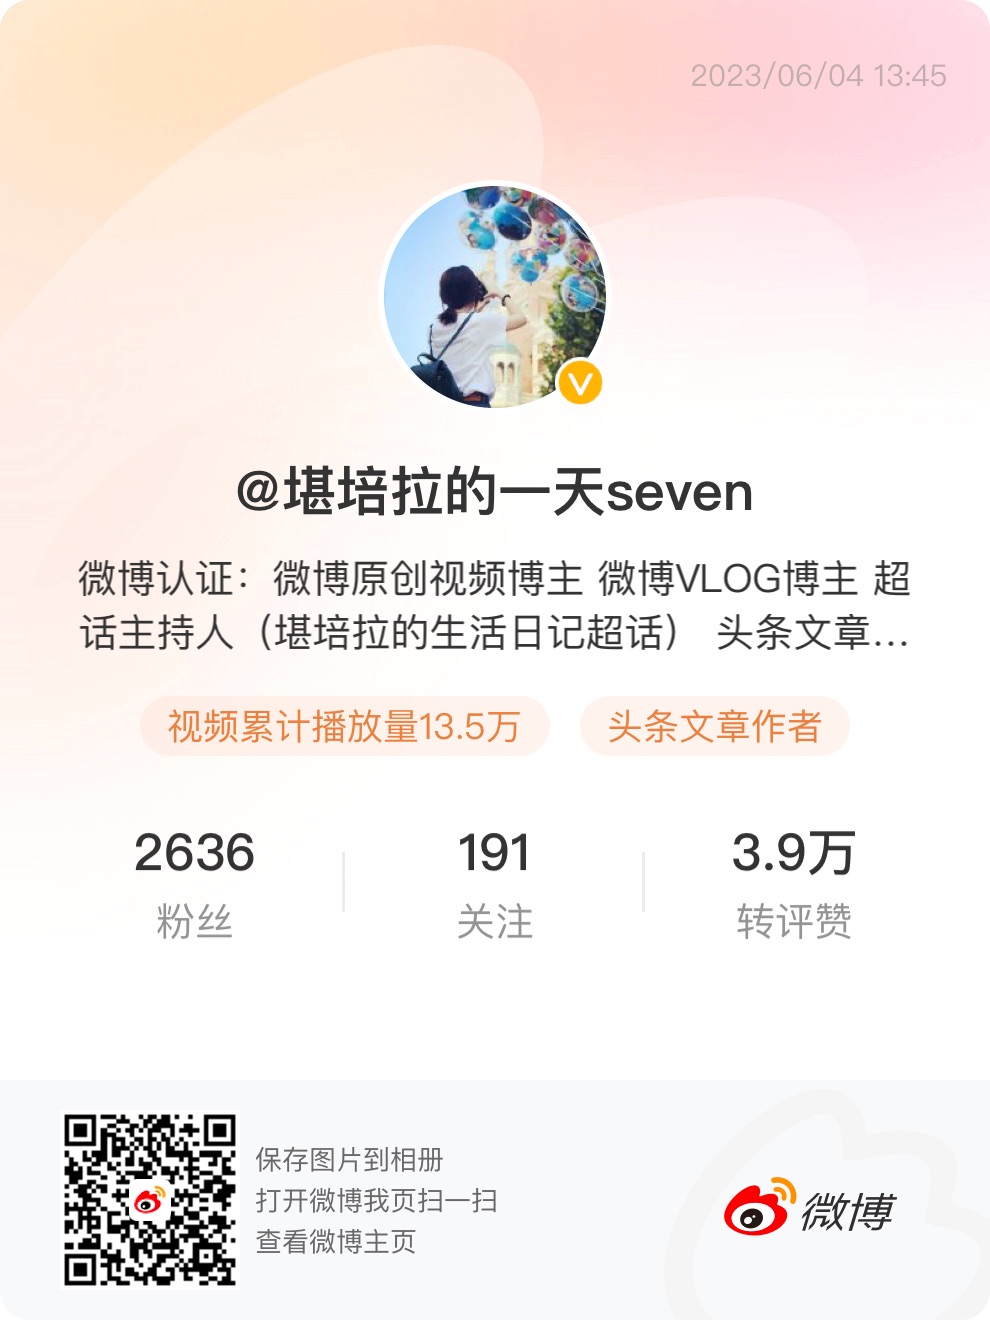 2023/06/04 13:45
@堪培拉的一天seven
微博认证：微博原创视频博主 微博VLOG博主 超
话主持人（堪培拉的生活日记超话） 头条文章...
视频累计播放量13.5万 头条文章作者
2636 191 3.9万
粉丝 关注 转评赞
保存图片到相册
打开微博我页扫一扫
查看微博主页
微博